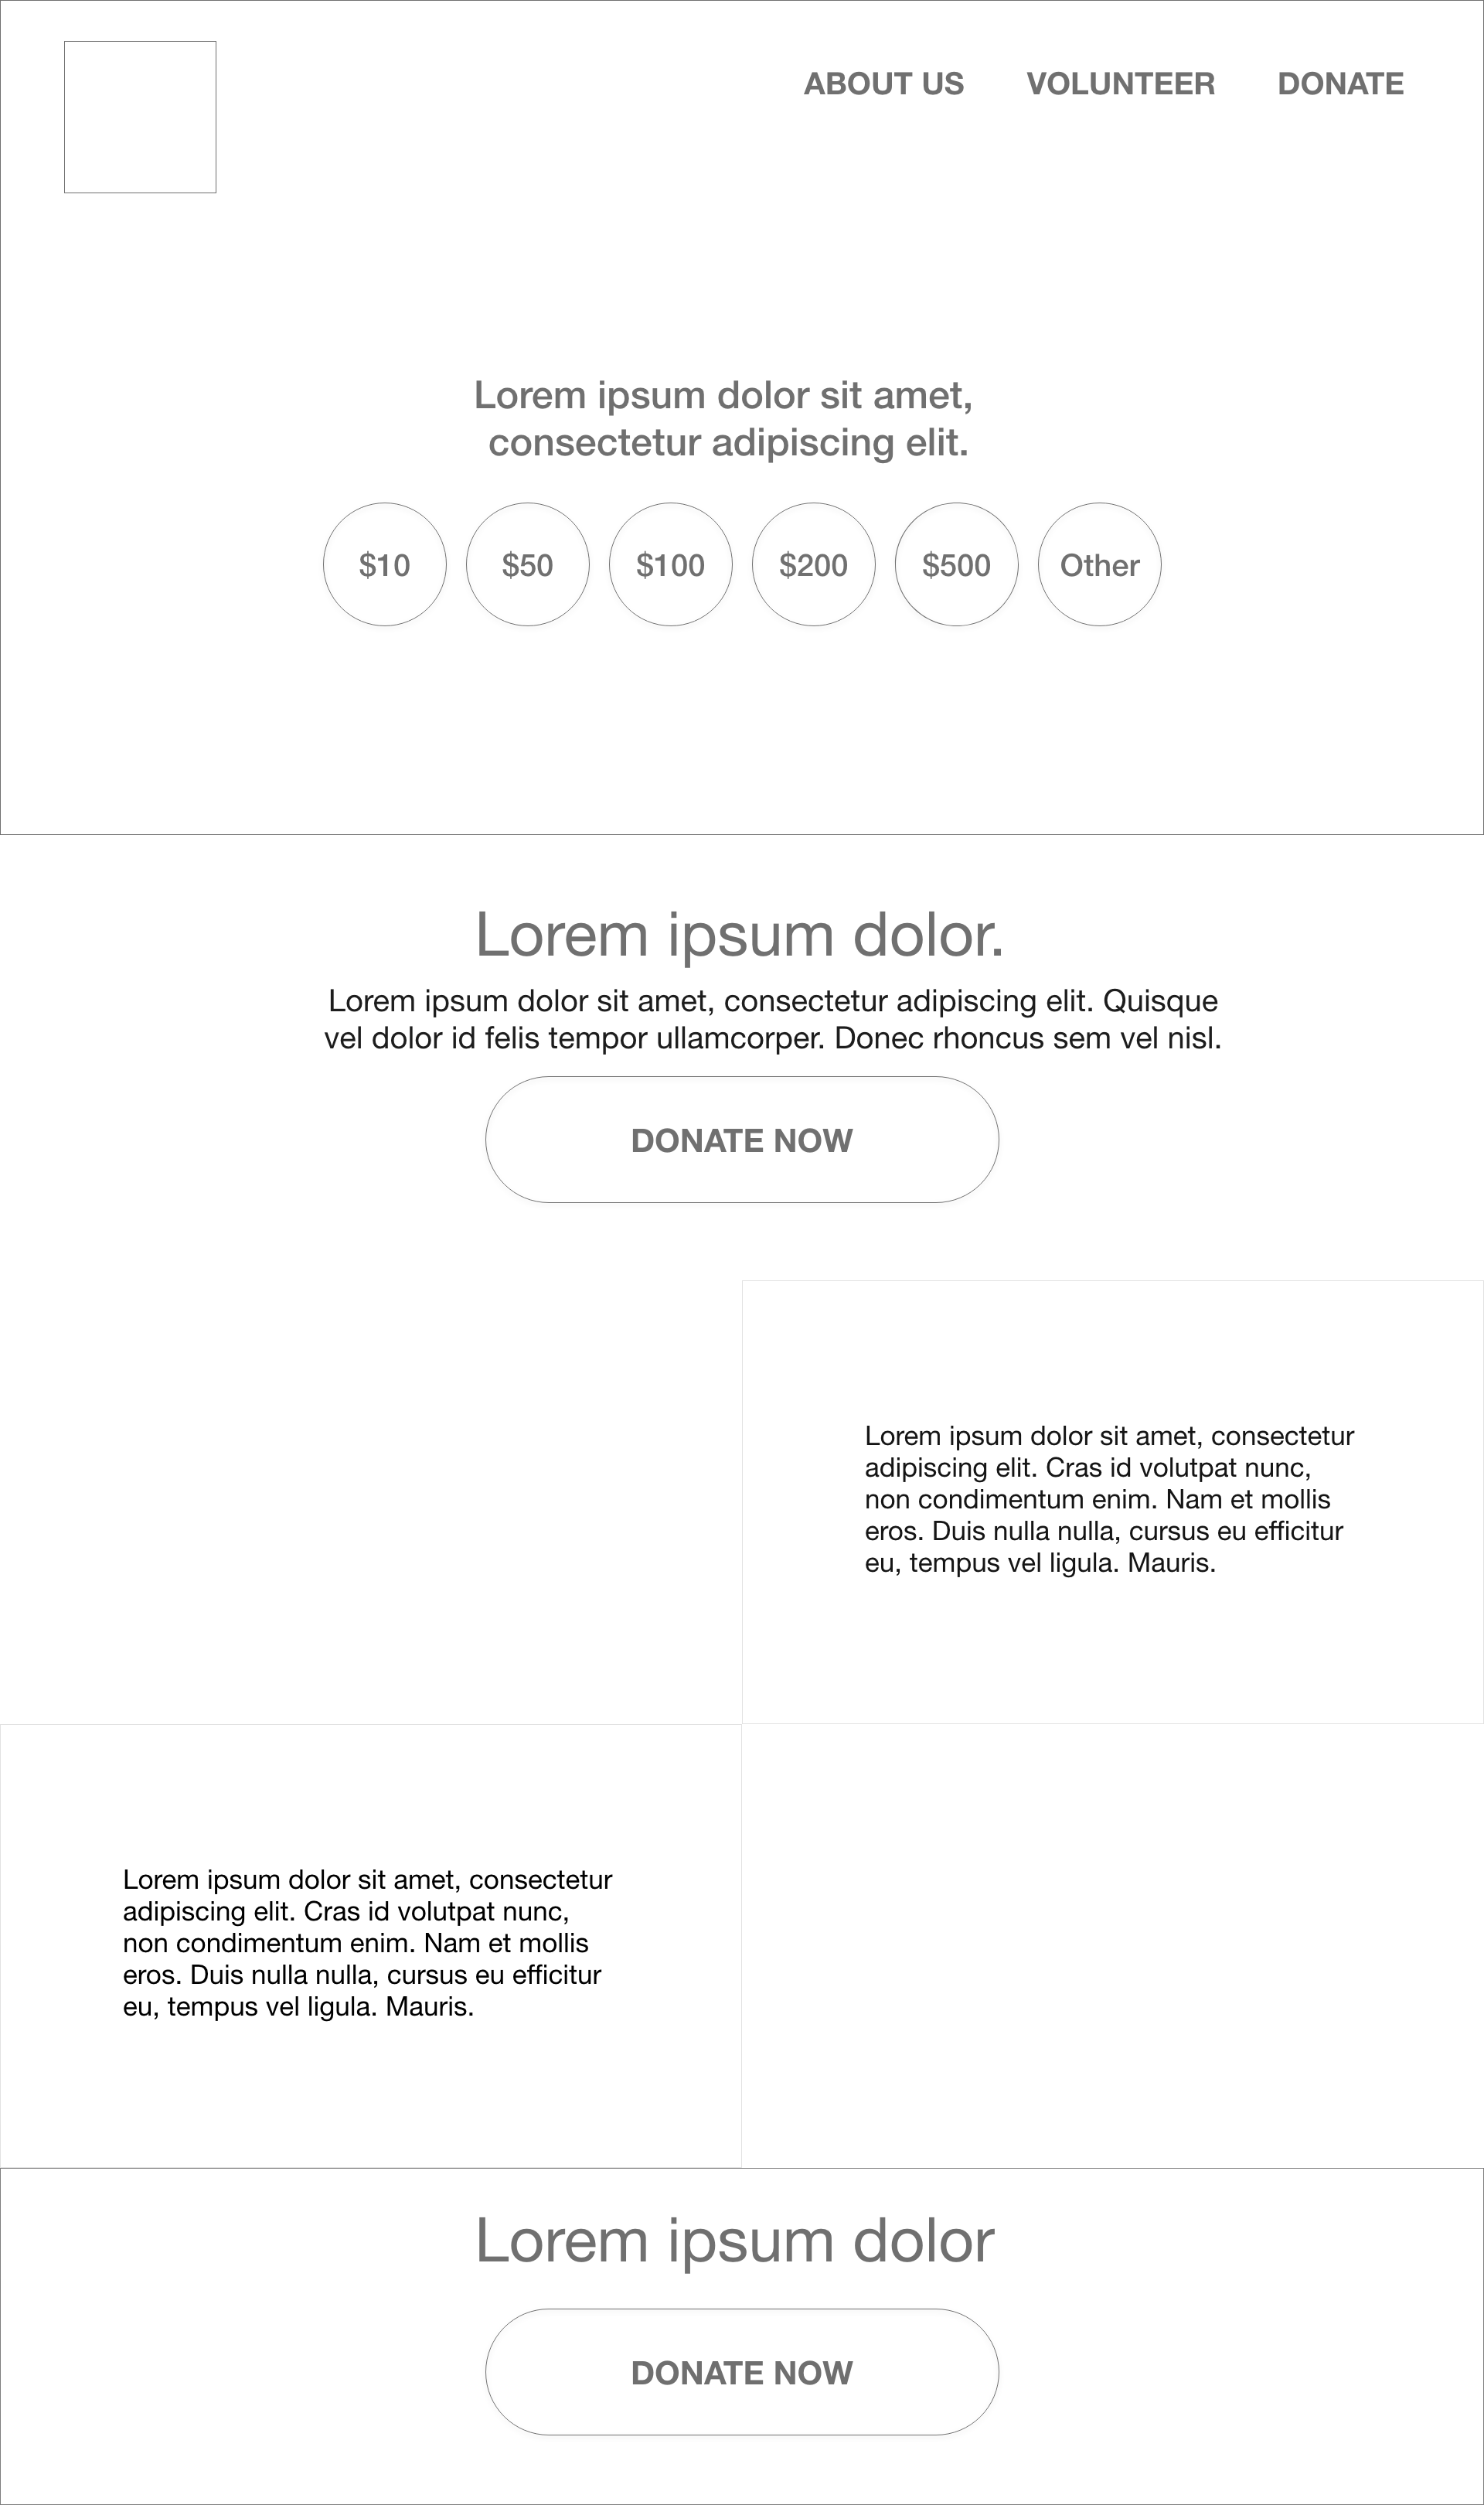 ABOUT US VOLUNTEER DONATE
Lorem ipsum dolor sit amet,
consectetur adipiscing elit.
$10 $50 $100 $200 $500 Other
Lorem ipsum dolor.
Lorem ipsum dolor sit amet, consectetur adipiscing elit. Quisque
vel dolor id felis tempor ullamcorper. Donec rhoncus sem vel nisl.
DONATE NOW
Lorem ipsum dolor sit amet, consectetur
adipiscing elit. Cras id volutpat nunc,
non condimentum enim. Nam et mollis
eros. Duis nulla nulla, cursus eu efficitur
eu, tempus vel ligula. Mauris.
Lorem ipsum dolor sit amet, consectetur
adipiscing elit. Cras id volutpat nunc,
non condimentum enim. Nam et mollis
eros. Duis nulla nulla, cursus eu efficitur
eu, tempus vel ligula. Mauris.
Lorem ipsum dolor
DONATE NOW